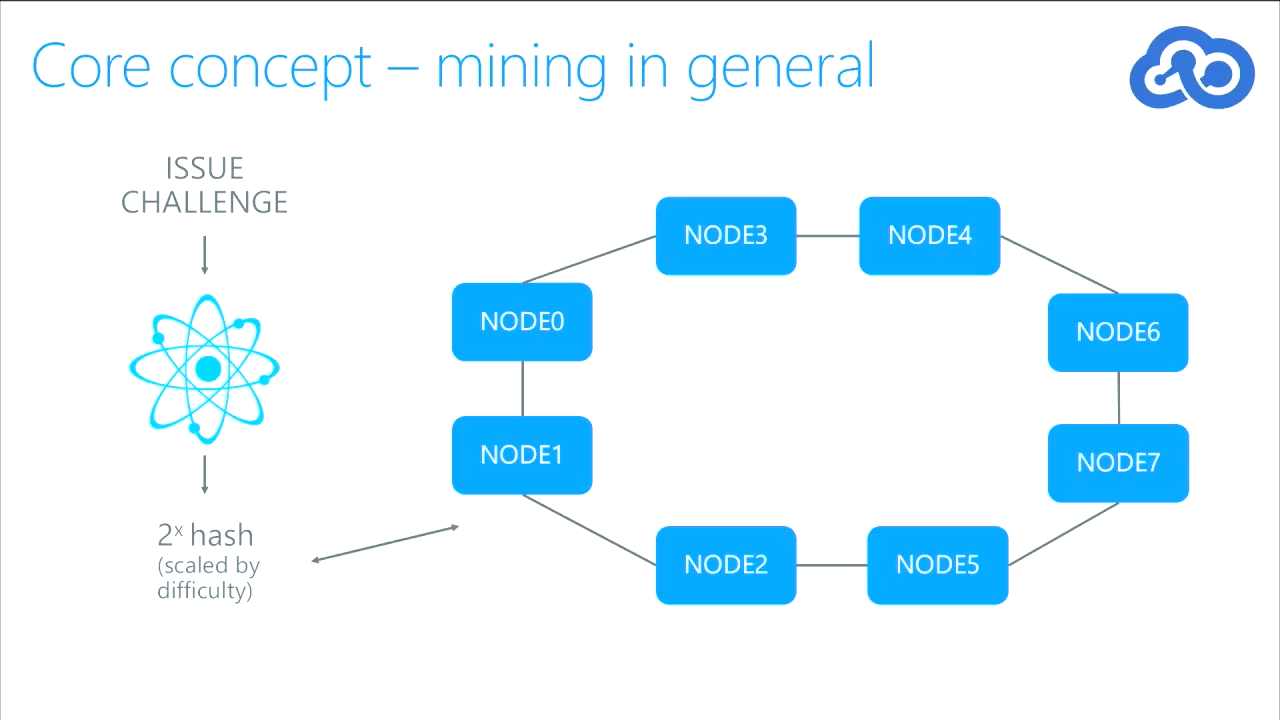 Core concept – mining in general
ISSUE
CHALLENGE
2ˣ hash
(scaled by
difficulty)
NODE3
NODE4
NODE0
NODE6
NODE1
NODE7
NODE2
NODE5